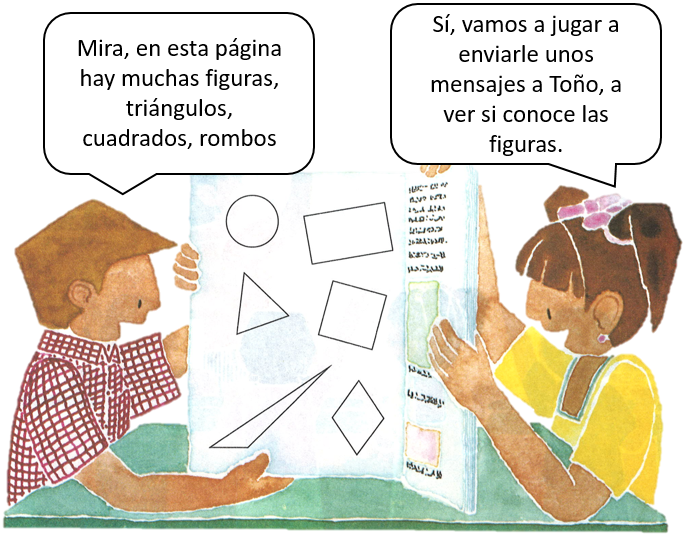 Mira, en esta página
hay muchas figuras,
triángulos,
cuadrados, rombos
Sí, vamos a jugar a
enviarle unos
mensajes a Toño, a
ver si conoce las
figuras.